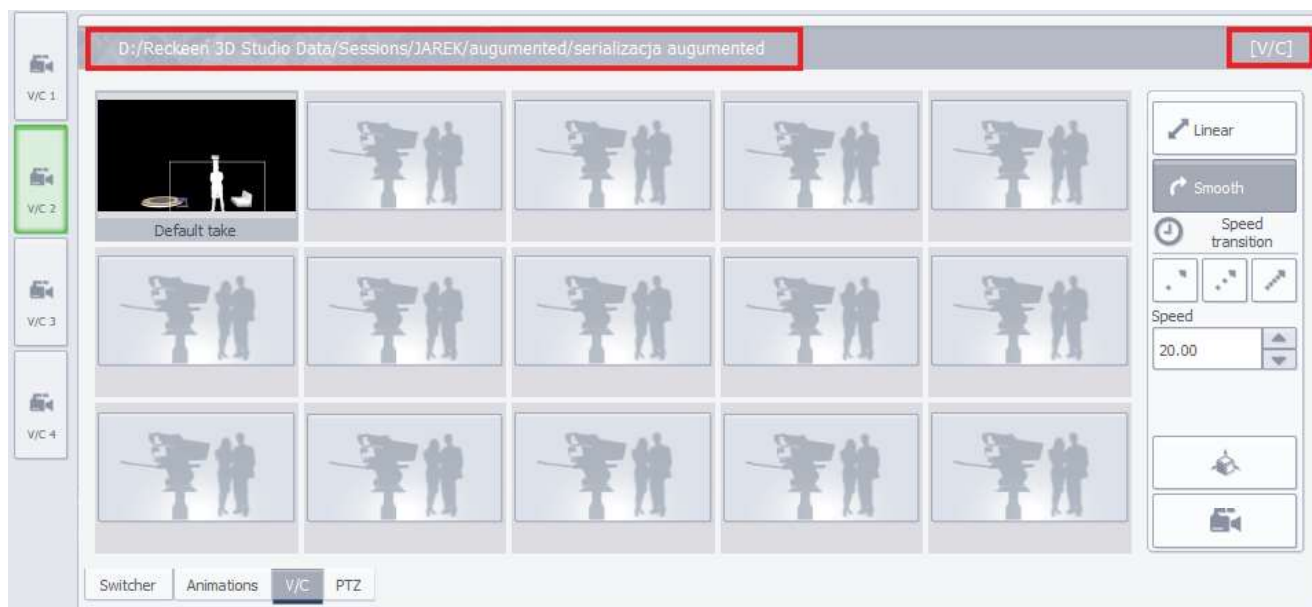 D:/Reckeen 3D Studio Data/Sessions/JAREK/augumented/serializacja augumented
[V/C]
V/C 1
V/C 2
V/C 3
V/C 4
Default take
Linear
Smooth
Speed
transition
Speed
20.00
Switcher
Animations
V/C
PTZ